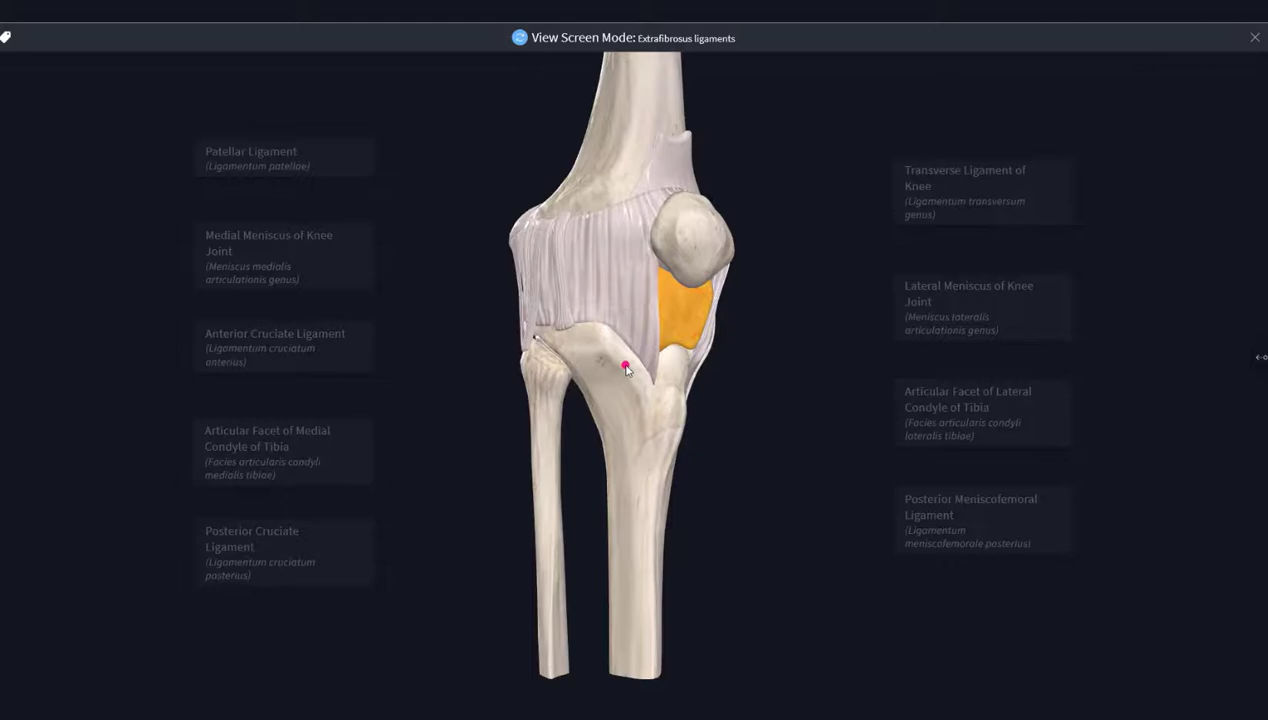 View Screen Mode: Extrafibrosus ligaments
Patellar Ligament
(Ligamentum patellae)
Medial Meniscus of Knee
Joint
(Meniscus medialis
articulationis genus)
Anterior Cruciate Ligament
(Ligamentum cruciatum
anterius)
Articular Facet of Medial
Condyle of Tibia
(Facies articularis condyli
medialis tibiae)
Posterior Cruciate
Ligament
(Ligamentum cruciatum
posterius)
Transverse Ligament of
Knee
(Ligamentum transversum
genus)
Lateral Meniscus of Knee
Joint
(Meniscus lateralis
articulationis genus)
Articular Facet of Lateral
Condyle of Tibia
(Facies articularis condyli
lateralis tibiae)
Posterior Meniscofemoral
Ligament
(Ligamentum
meniscofemorale posterius)